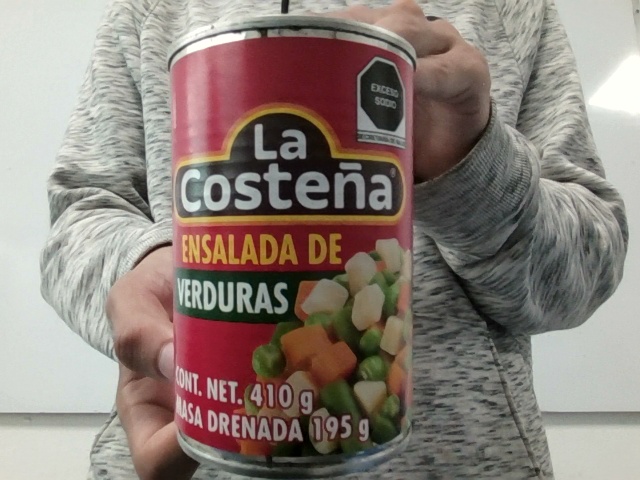 EXCESO
SODIO
La
Costeña®
ENSALADA DE
VERDURAS
CONT. NET. 410 g
MASA DRENADA 195 g